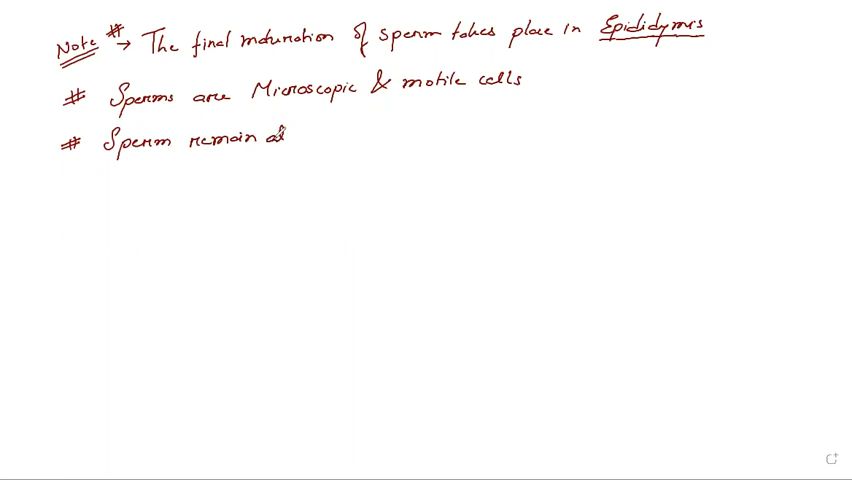 Note # → The final maturation of sperm takes place in Epididymis
# Sperms are Microscopic & motile cells
# Sperm remain